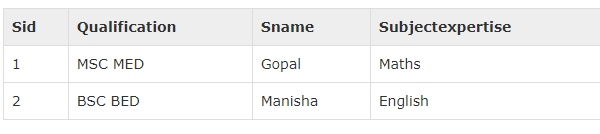 Sid Qualification Sname Subjectexpertise
1 MSC MED Gopal Maths
2 BSC BED Manisha English